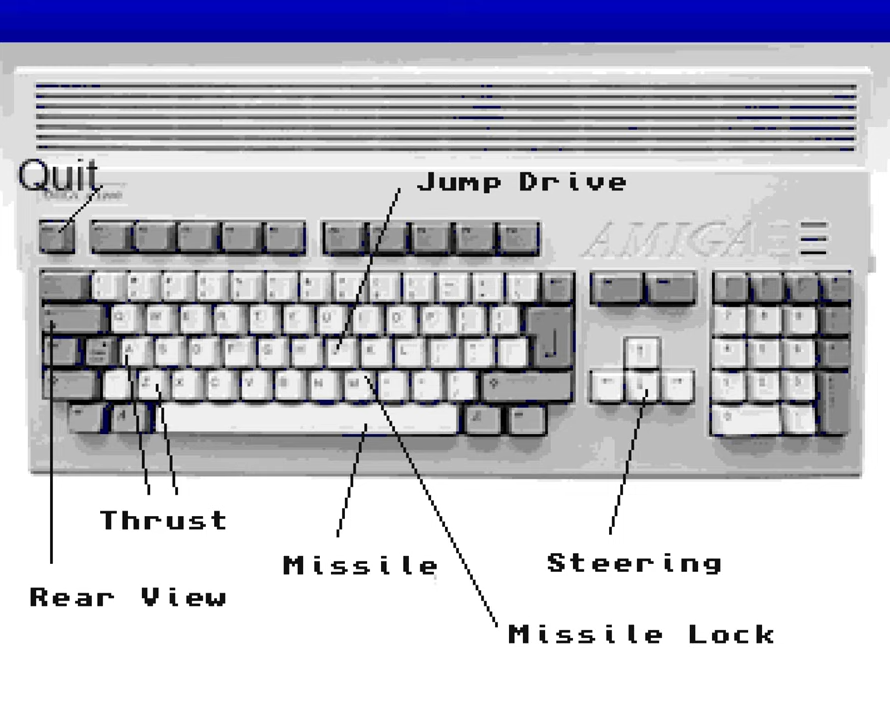 Quit
Jump Drive
AMIGA
Thrust
Missile
Steering
Rear View
Missile Lock